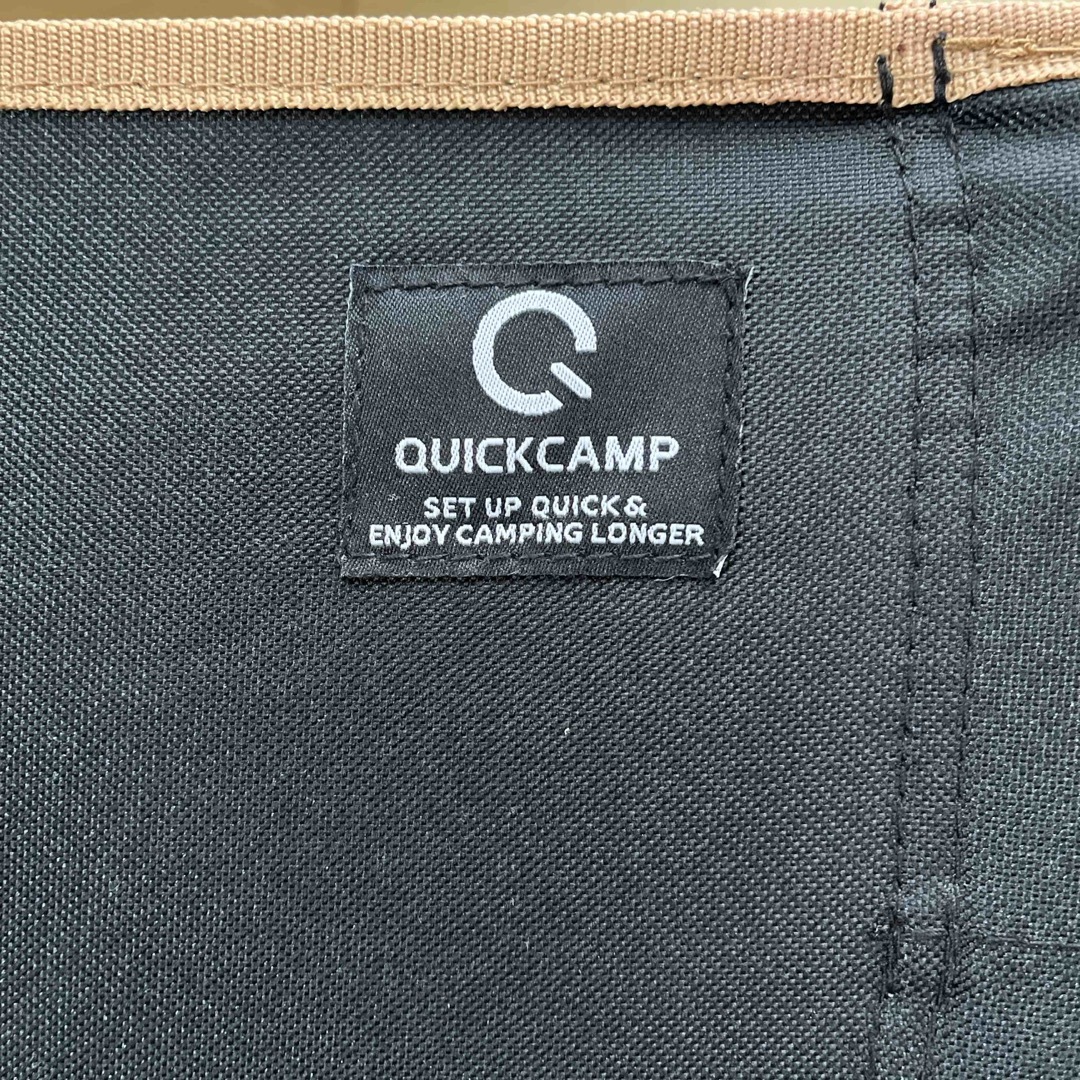 QUICKCAMP
SET UP QUICK &
ENJOY CAMPING LONGER